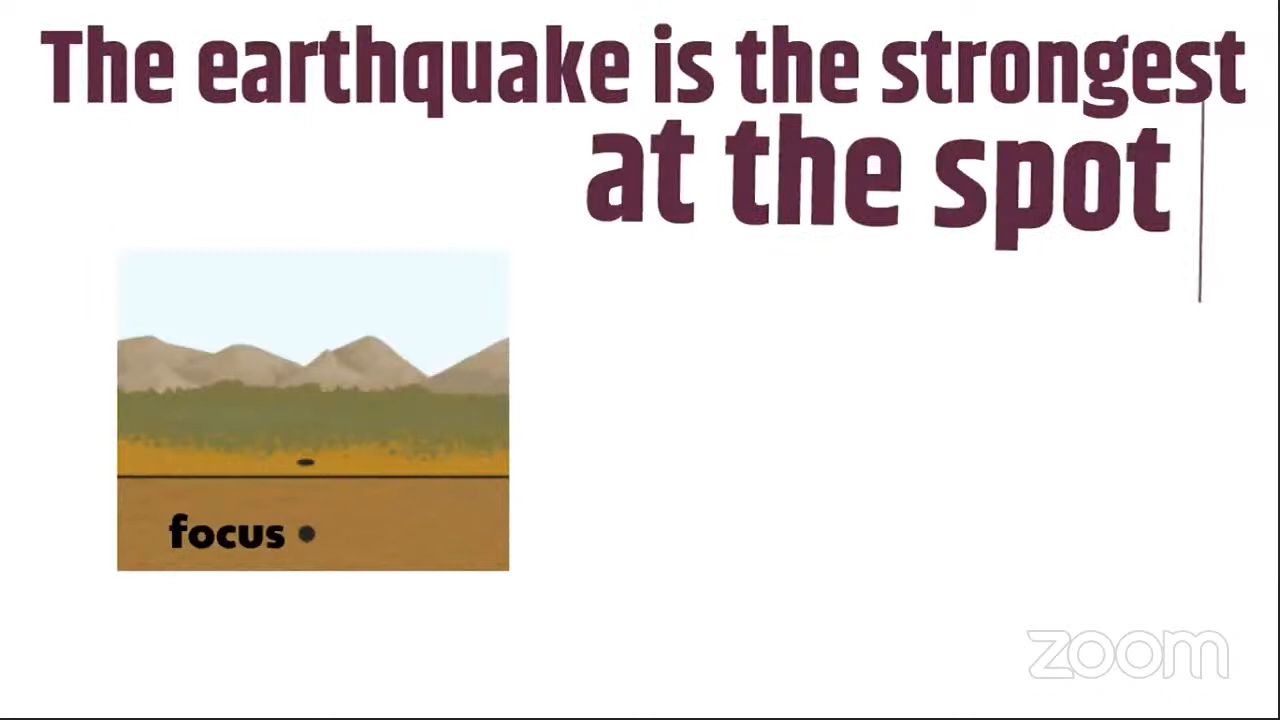 The earthquake is the strongest
at the spot
focus
zoom